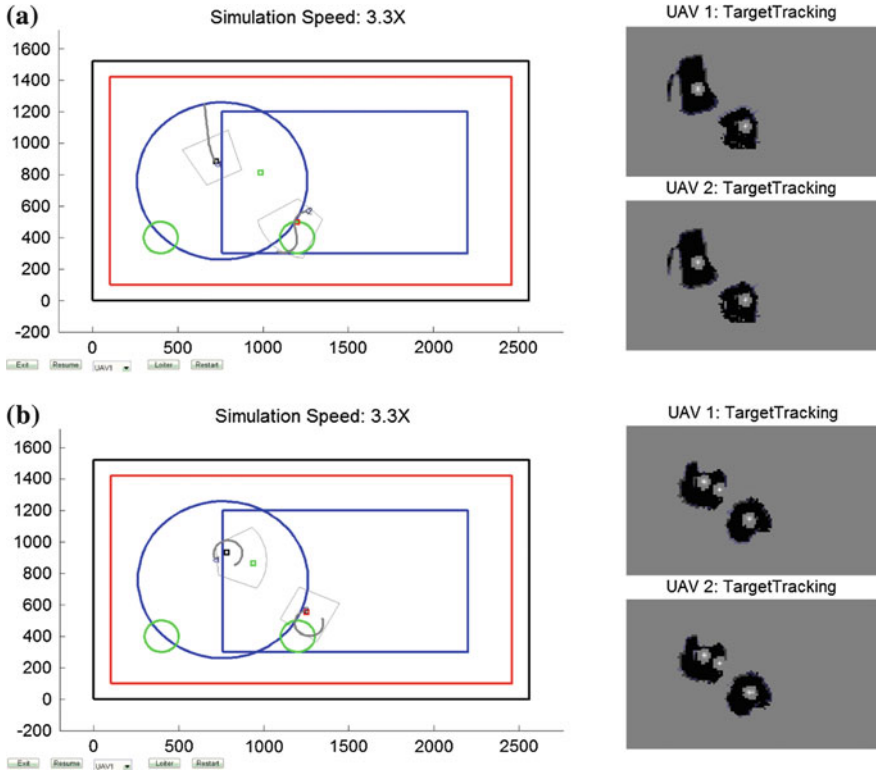 (a)
Simulation Speed: 3.3X
1600
1400
1200
1000
800
600
400
200
0
-200
0 500 1000 1500 2000 2500
Exit Resume UAV1 Loiter Restart
UAV 1: TargetTracking
UAV 2: TargetTracking
(b)
Simulation Speed: 3.3X
1600
1400
1200
1000
800
600
400
200
0
-200
0 500 1000 1500 2000 2500
Exit Resume UAV1 Loiter Restart
UAV 1: TargetTracking
UAV 2: TargetTracking